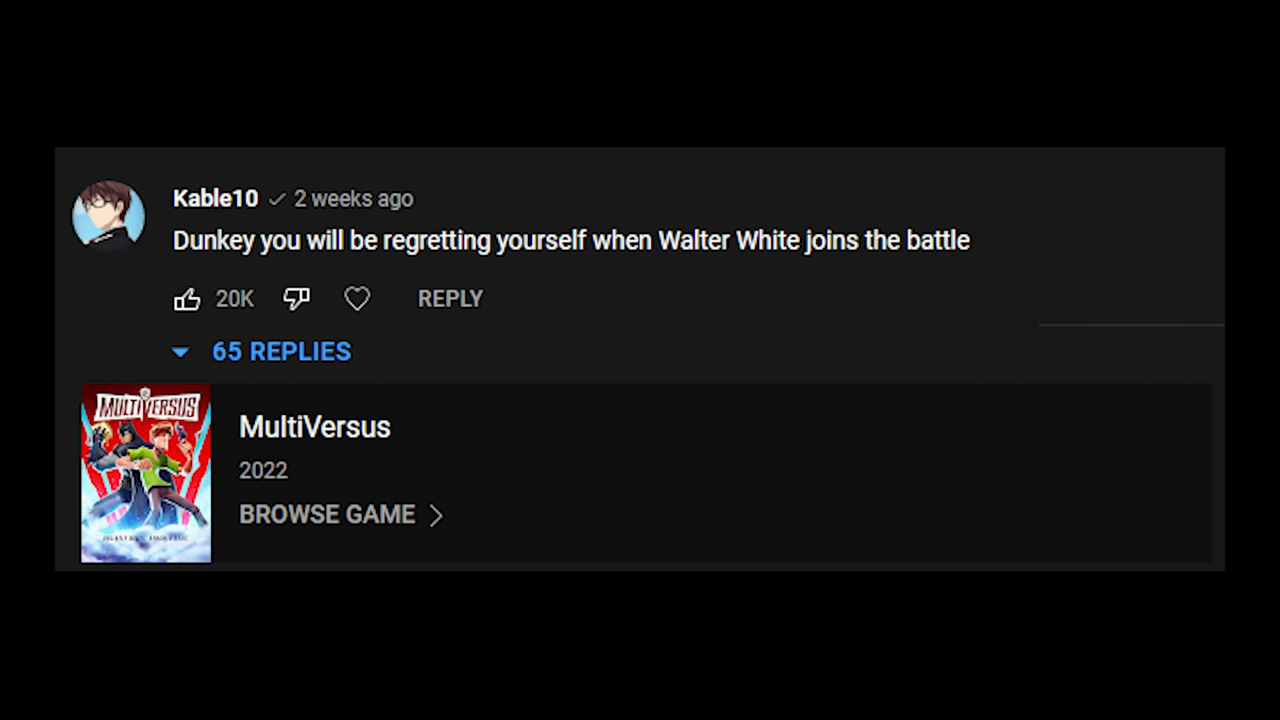 Kable10 2 weeks ago
Dunkey you will be regretting yourself when Walter White joins the battle
20K REPLY
65 REPLIES
MULTIVERSUS
MultiVersus
2022
BROWSE GAME